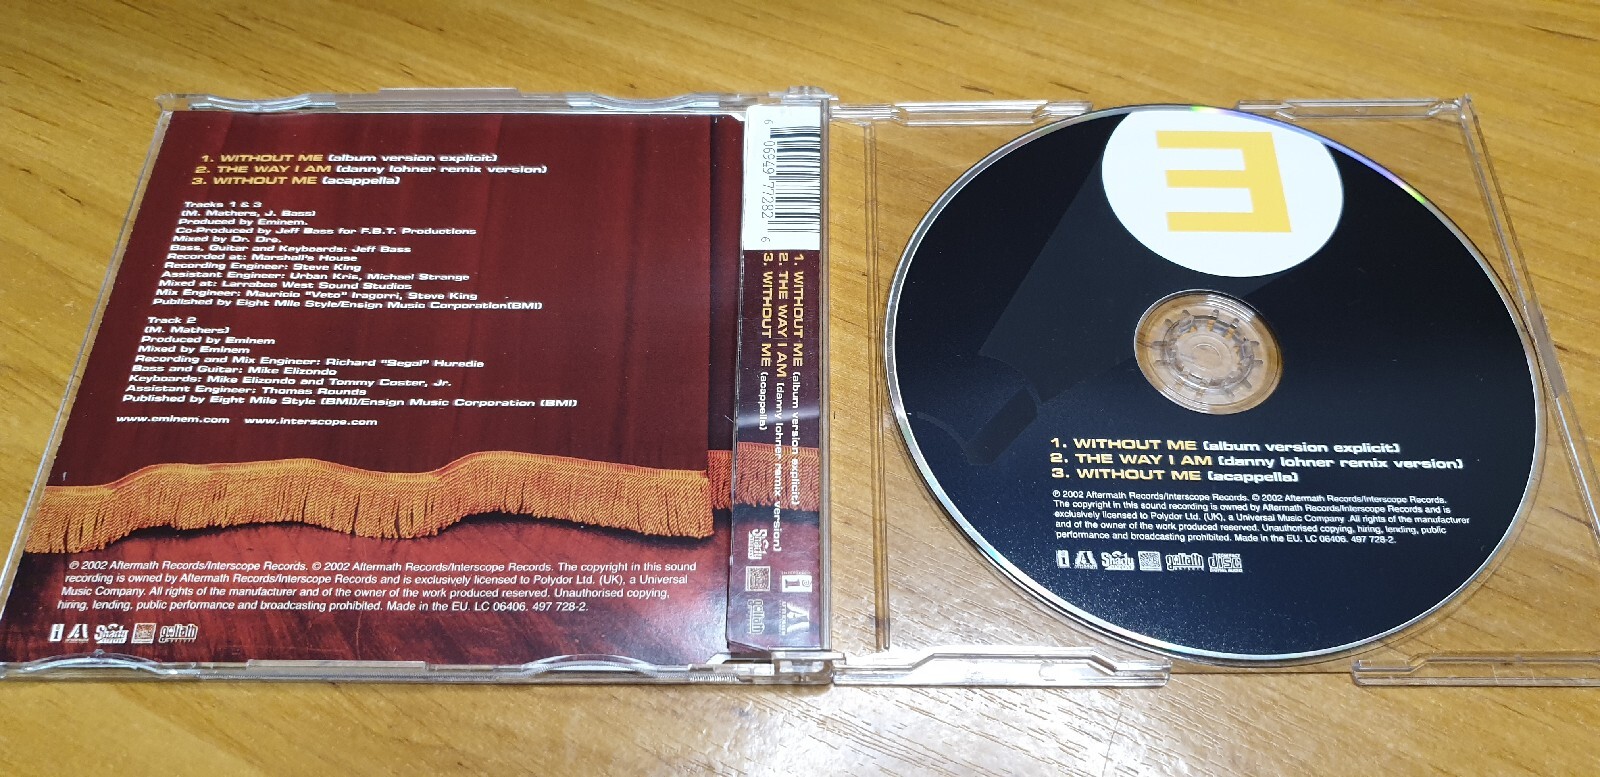 1. WITHOUT ME (album version explicit)
2. THE WAY I AM (danny lohner remix version)
3. WITHOUT ME (acappella)
Tracks 1 & 3
(M. Mathers, J. Bass)
Produced by Eminem.
Co-Produced by Jeff Bass for F.B.T. Productions
Mixed by Dr. Dre.
Bass, Guitar and Keyboards: Jeff Bass
Recorded at: Marshall's House
Recording Engineer: Steve King
Assistant Engineer: Urban Kris, Michael Strange
Mixed at: Larrabee West Sound Studios
Mix Engineer: Mauricio "Veto" Iragorri, Steve King
Published by Eight Mile Style/Ensign Music Corporation(BMI)
Track 2
(M. Mathers)
Produced by Eminem
Mixed by Eminem
Recording and Mix Engineer: Richard "Segal" Huredia
Bass and Guitar: Mike Elizondo
Keyboards: Mike Elizondo and Tommy Coster, Jr.
Assistant Engineer: Thomas Rounds
Published by Eight Mile Style (BMI)/Ensign Music Corporation (BMI)
www.eminem.com www.interscope.com
℗ 2002 Aftermath Records/Interscope Records. © 2002 Aftermath Records/Interscope Records. The copyright in this sound
recording is owned by Aftermath Records/Interscope Records and is exclusively licensed to Polydor Ltd. (UK), a Universal
Music Company. All rights of the manufacturer and of the owner of the work produced reserved. Unauthorised copying,
hiring, lending, public performance and broadcasting prohibited. Made in the EU. LC 06406. 497 728-2.
i A Shady goliath
6 06949 77282 6
1. WITHOUT ME (album version explicit)
2. THE WAY I AM (danny lohner remix version)
3. WITHOUT ME (acappella)
Shady i
goliath A
E
1. WITHOUT ME (album version explicit)
2. THE WAY I AM (danny lohner remix version)
3. WITHOUT ME (acappella)
℗ 2002 Aftermath Records/Interscope Records. © 2002 Aftermath Records/Interscope Records.
The copyright in this sound recording is owned by Aftermath Records/Interscope Records and is
exclusively licensed to Polydor Ltd. (UK), a Universal Music Company .All rights of the manufacturer
and of the owner of the work produced reserved. Unauthorised copying, hiring, lending, public
performance and broadcasting prohibited. Made in the EU. LC 06406. 497 728-2.
i A Shady goliath disc